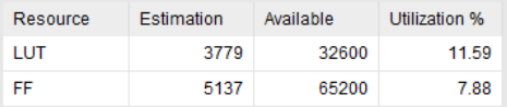 Resource Estimation Available Utilization %
LUT 3779 32600 11.59
FF 5137 65200 7.88